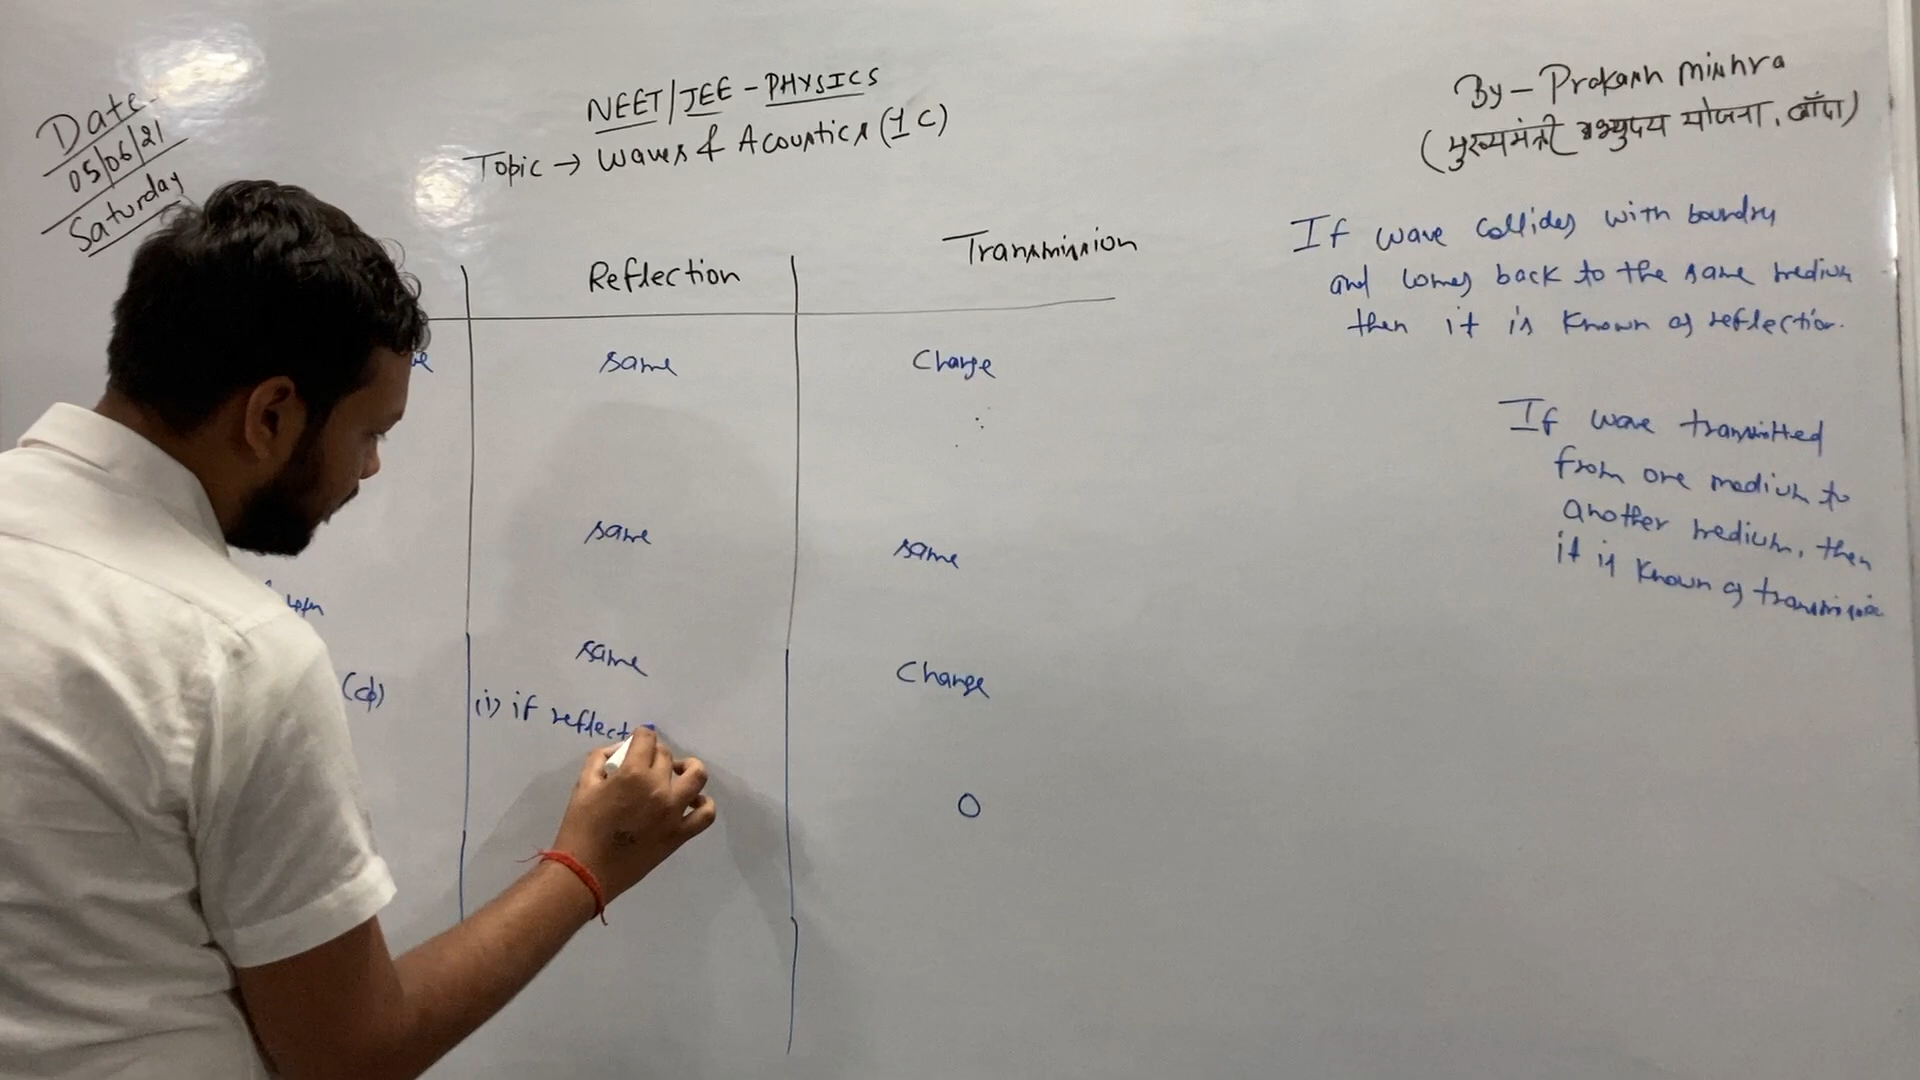 Date-
05/06/21
Saturday
NEET/JEE - PHYSICS
Topic → Waves & Acoustics (1C)
By - Prakash mishra
(मुख्यमंत्री अभ्युदय योजना, बाँदा)
Reflection
Transmission
same
Change
same
same
same
Change
(ϕ)
(i) if reflect
O
If wave collides with boundry
and comes back to the same medium
then it is known as reflection.
If wave transmitted
from one medium to
another medium, then
it is known as transmission